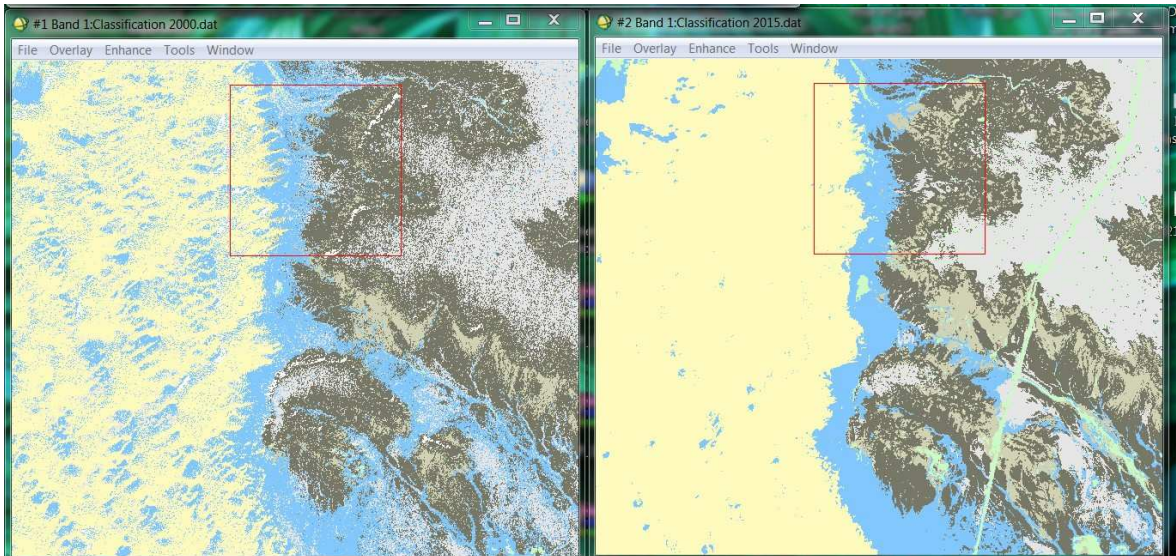 #1 Band 1:Classification 2000.dat
File Overlay Enhance Tools Window
#2 Band 1:Classification 2015.dat
File Overlay Enhance Tools Window